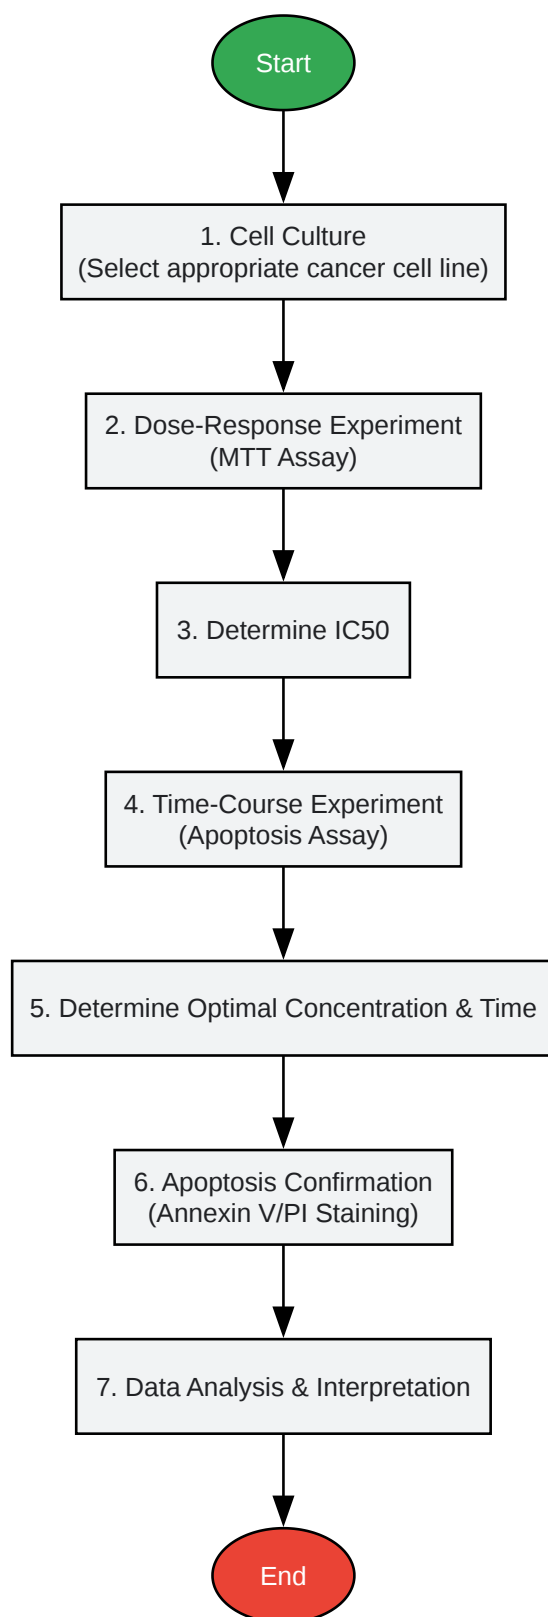 Start
1. Cell Culture
(Select appropriate cancer cell line)
2. Dose-Response Experiment
(MTT Assay)
3. Determine IC50
4. Time-Course Experiment
(Apoptosis Assay)
5. Determine Optimal Concentration & Time
6. Apoptosis Confirmation
(Annexin V/PI Staining)
7. Data Analysis & Interpretation
End